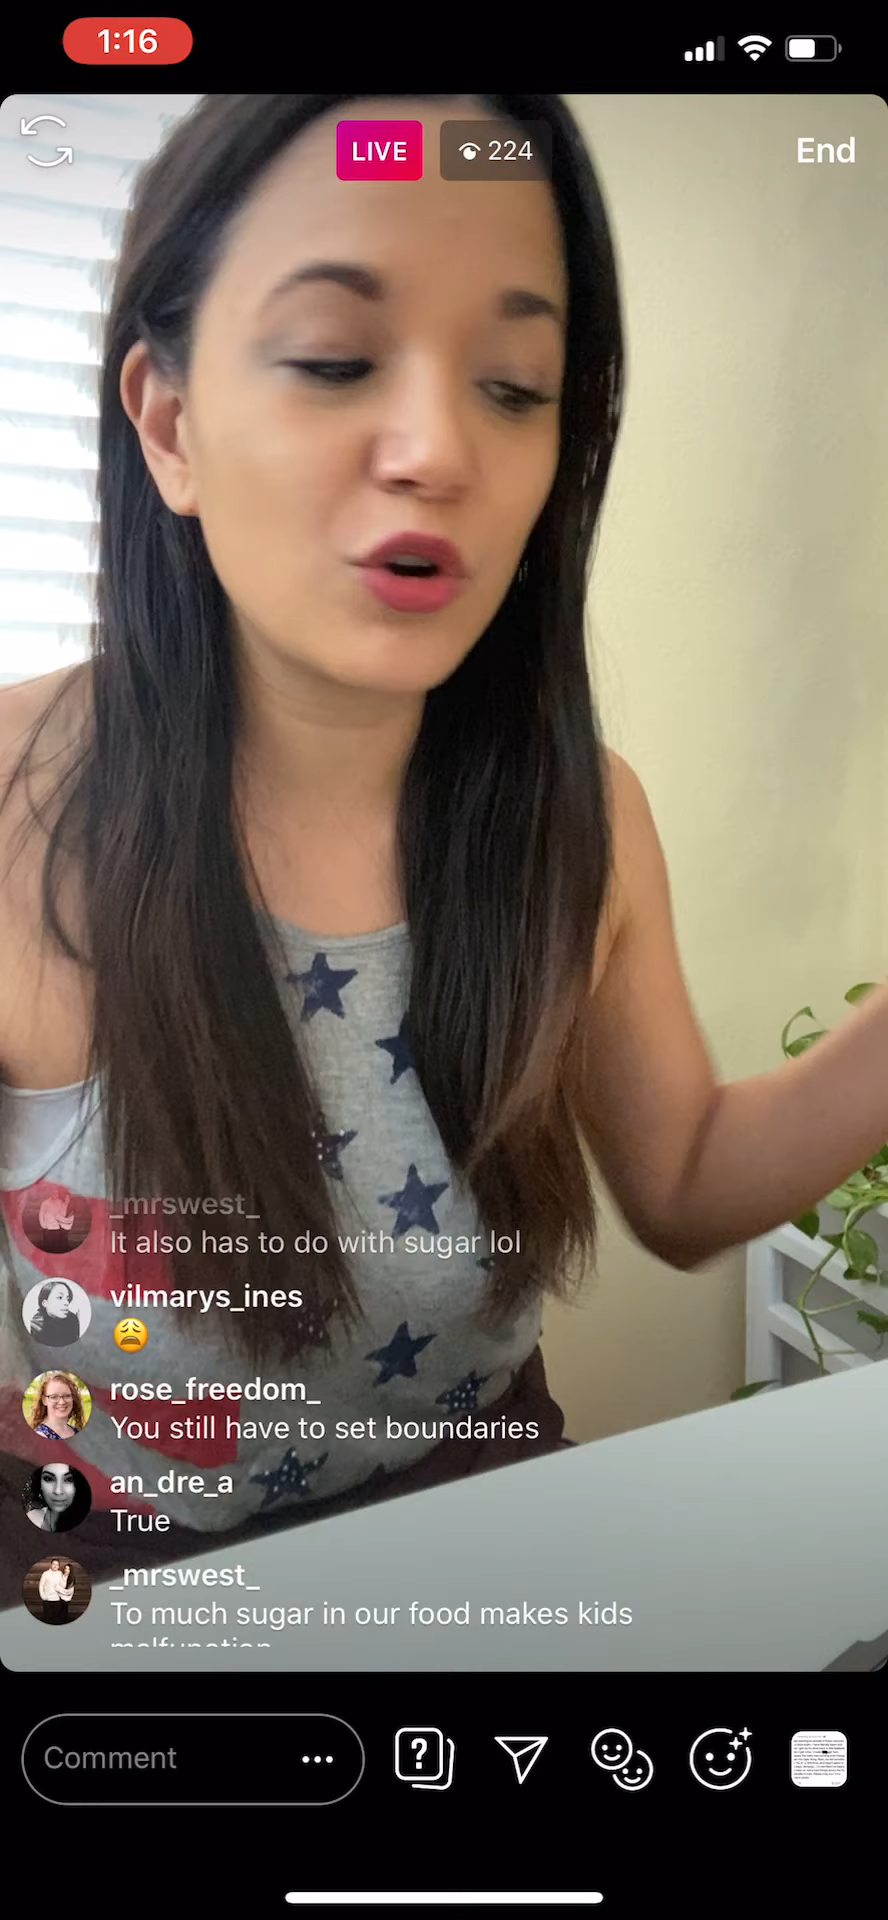 1:16
LIVE
224
End
_mrswest_
It also has to do with sugar lol
vilmarys_ines
😩
rose_freedom_
You still have to set boundaries
an_dre_a
True
_mrswest_
To much sugar in our food makes kids
malfunction
Comment